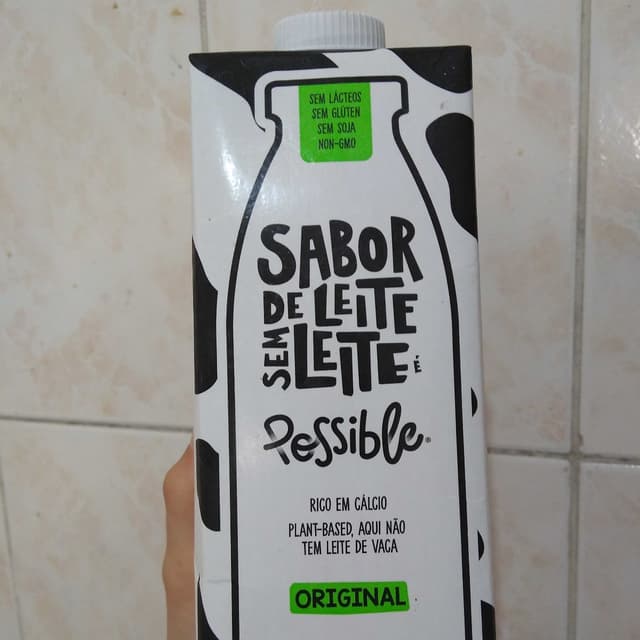 SEM LÁCTEOS
SEM GLÚTEN
SEM SOJA
NON-GMO
SABOR
DE LEITE
SEM LEITE É
Possible®
RICO EM CÁLCIO
PLANT-BASED, AQUI NÃO
TEM LEITE DE VACA
ORIGINAL